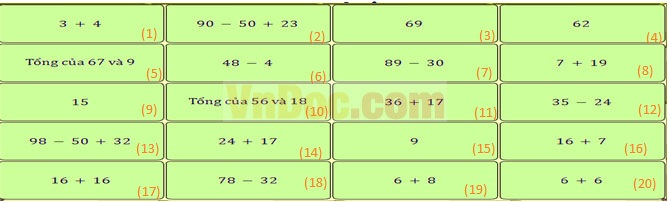 3 + 4 (1) 90 − 50 + 23 (2) 69 (3) 62 (4)
Tổng của 67 và 9 (5) 48 − 4 (6) 89 − 30 (7) 7 + 19 (8)
15 (9) Tổng của 56 và 18 (10) 36 + 17 (11) 35 − 24 (12)
98 − 50 + 32 (13) 24 + 17 (14) 9 (15) 16 + 7 (16)
16 + 16 (17) 78 − 32 (18) 6 + 8 (19) 6 + 6 (20)
VnDoc.com